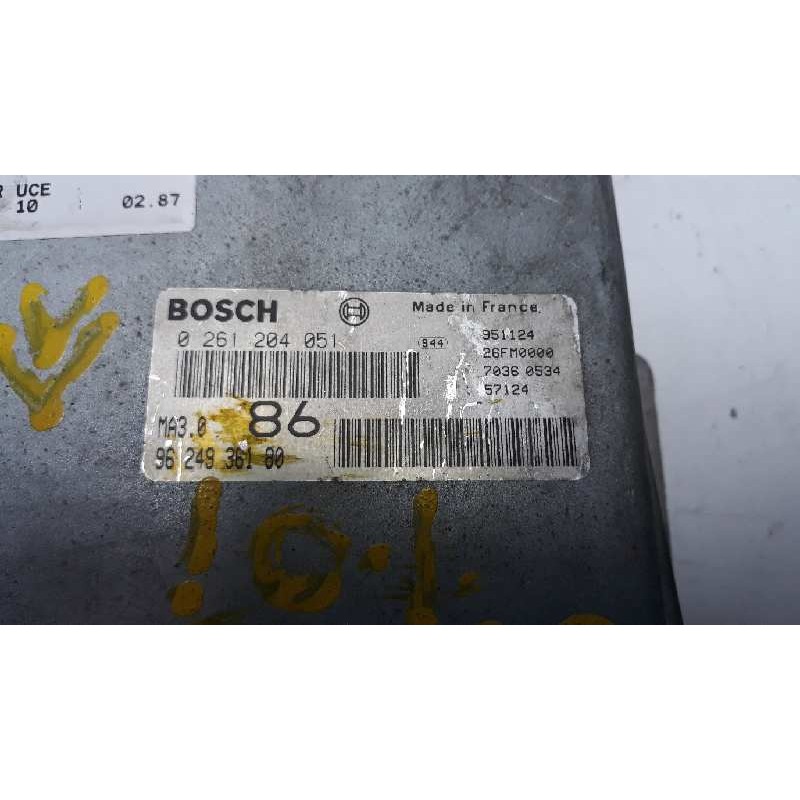 UCE
10 02.87
BOSCH Made in France.
0 261 204 051 944 951124
26FM0000
7036 0534
57124
MA3.0 86
96 249 361 80